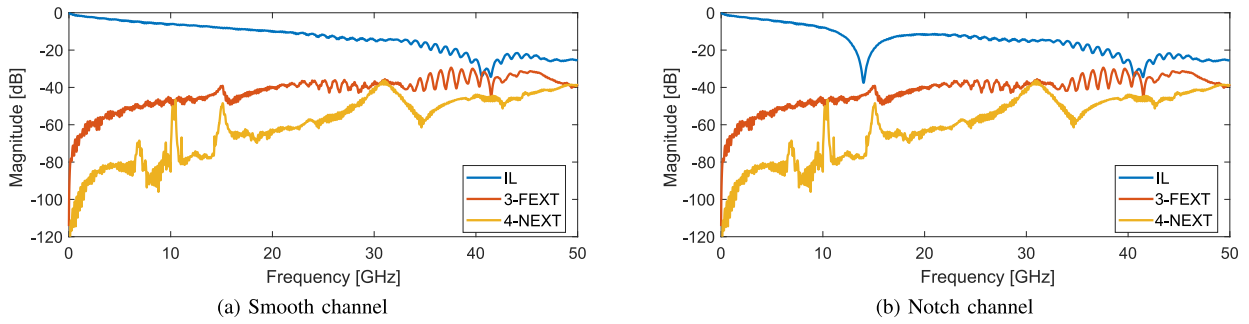 0
-20
-40
-60
-80
-100
-120
Magnitude [dB]
IL
3-FEXT
4-NEXT
0 10 20 30 40 50
Frequency [GHz]
(a) Smooth channel
0
-20
-40
-60
-80
-100
-120
Magnitude [dB]
IL
3-FEXT
4-NEXT
0 10 20 30 40 50
Frequency [GHz]
(b) Notch channel